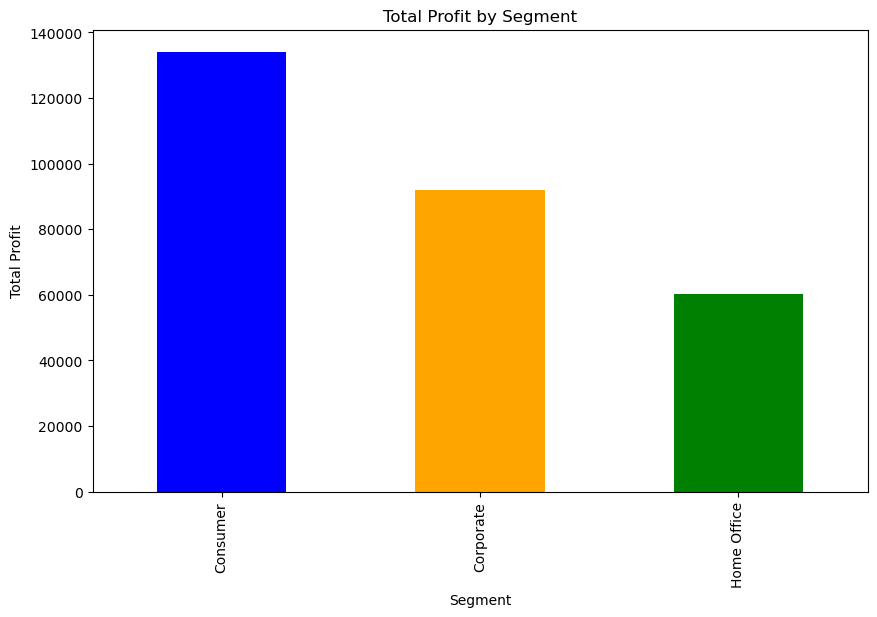 Total Profit by Segment
140000
120000
100000
80000
60000
40000
20000
0
Total Profit
Consumer
Corporate
Home Office
Segment